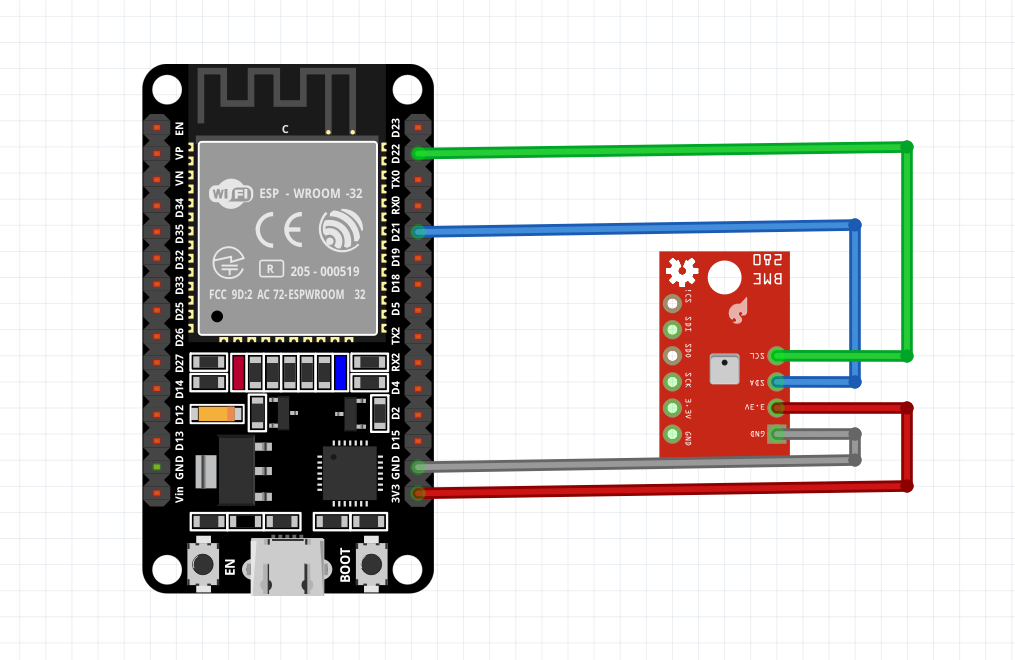 C
EN
VP
VN
D34
D35
D32
D33
D25
D26
D27
D14
D12
D13
GND
Vin
WiFi
ESP - WROOM -32
CE
R 205 - 000519
FCC 9D:2 AC 72-ESPWROOM 32
D23
D22
TX0
RX0
D21
D19
D18
D5
TX2
RX2
D4
D2
D15
GND
3V3
EN
BOOT
BME
280
!CS
SDI
SDO
SCK
3.3V
GND
SCL
SDA
3.3V
GND